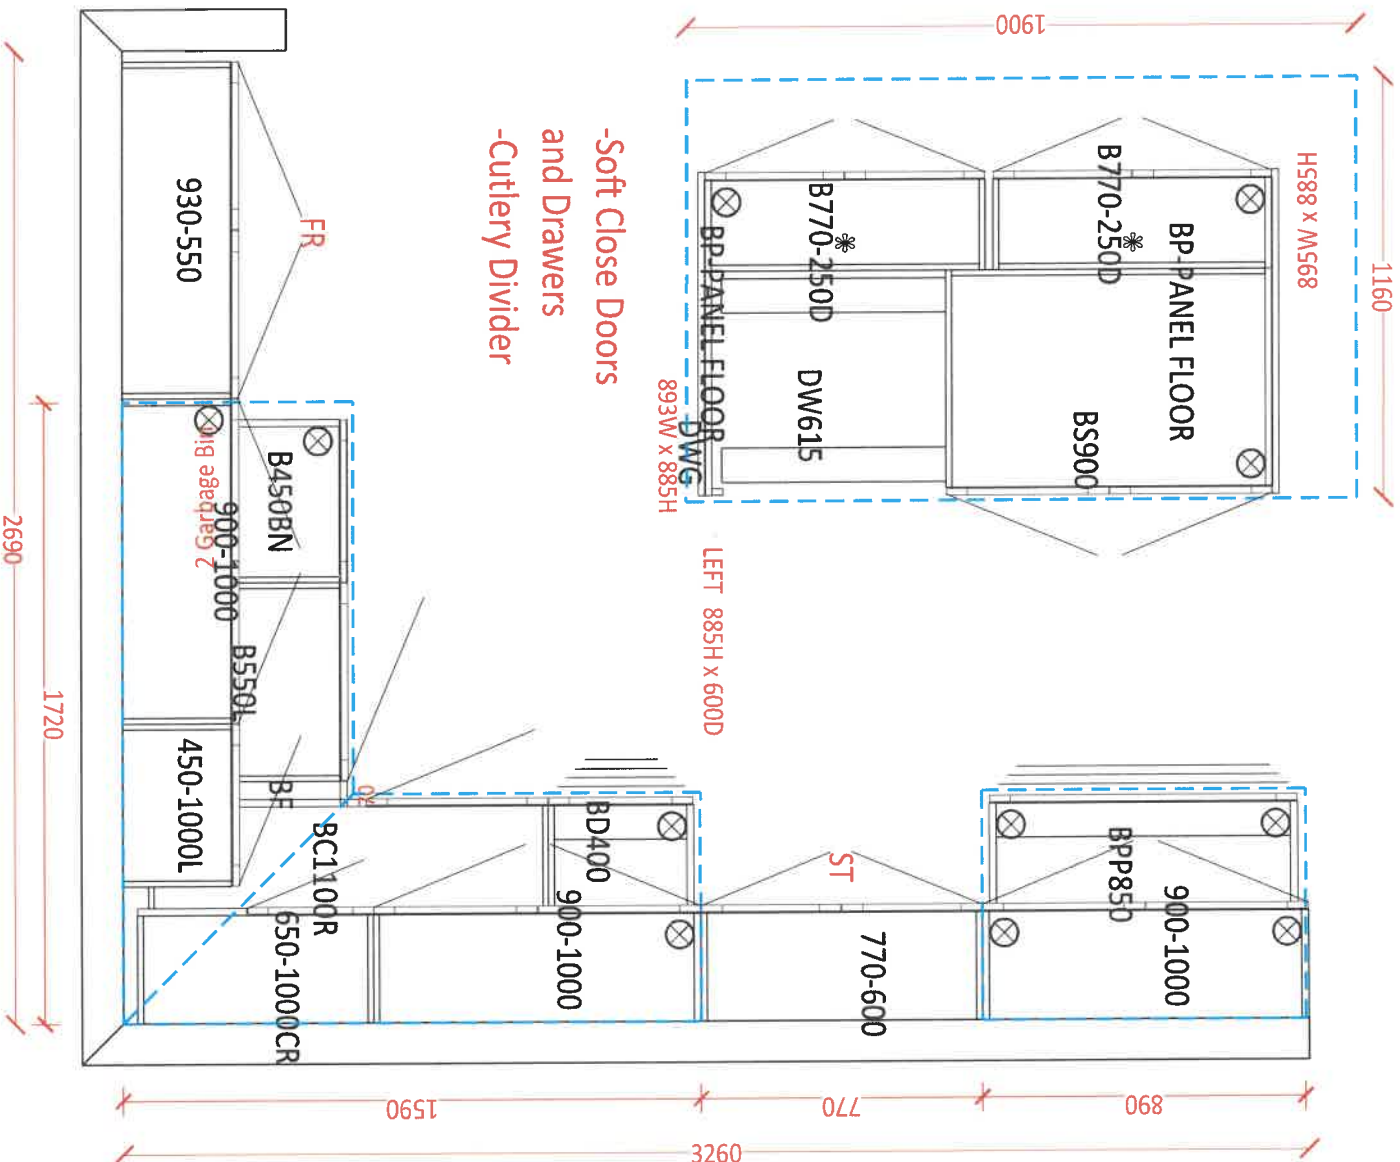 1900
1160
895W x 885H
B770-250D
BP-PANEL FLOOR
B770-250D
BP-PANEL FLOOR
DW615
BS900
DWG
893W x 885H
LEFT 885H x 600D
-Soft Close Doors
and Drawers
-Cutlery Divider
FR
930-550
B450BN
2 Garbage Bin
900-1000
B550L
450-1000L
BF
70
BC1100R
650-1000CR
BD400
900-1000
ST
770-600
BPP850
900-1000
2690
1720
1590
770
890
3260